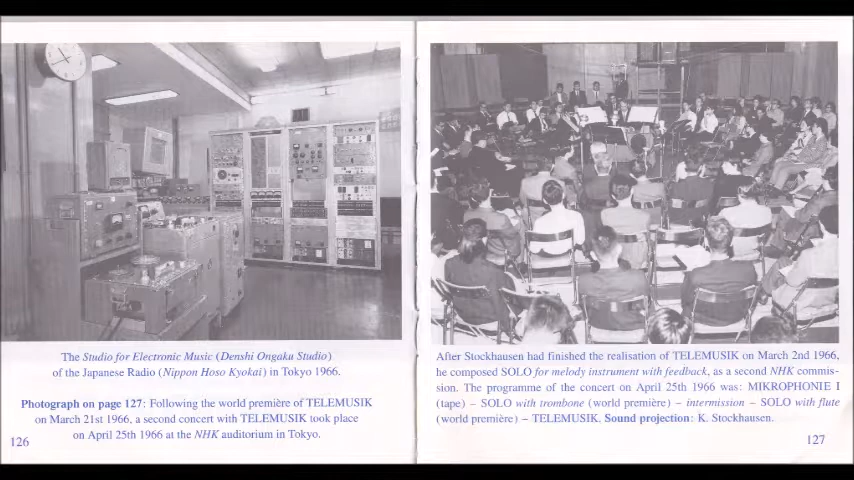 The Studio for Electronic Music (Denshi Ongaku Studio)
of the Japanese Radio (Nippon Hoso Kyokai) in Tokyo 1966.
Photograph on page 127: Following the world première of TELEMUSIK
on March 21st 1966, a second concert with TELEMUSIK took place
on April 25th 1966 at the NHK auditorium in Tokyo.
126
After Stockhausen had finished the realisation of TELEMUSIK on March 2nd 1966,
he composed SOLO for melody instrument with feedback, as a second NHK commis-
sion. The programme of the concert on April 25th 1966 was: MIKROPHONIE I
(tape) – SOLO with trombone (world première) – intermission – SOLO with flute
(world première) – TELEMUSIK. Sound projection: K. Stockhausen.
127